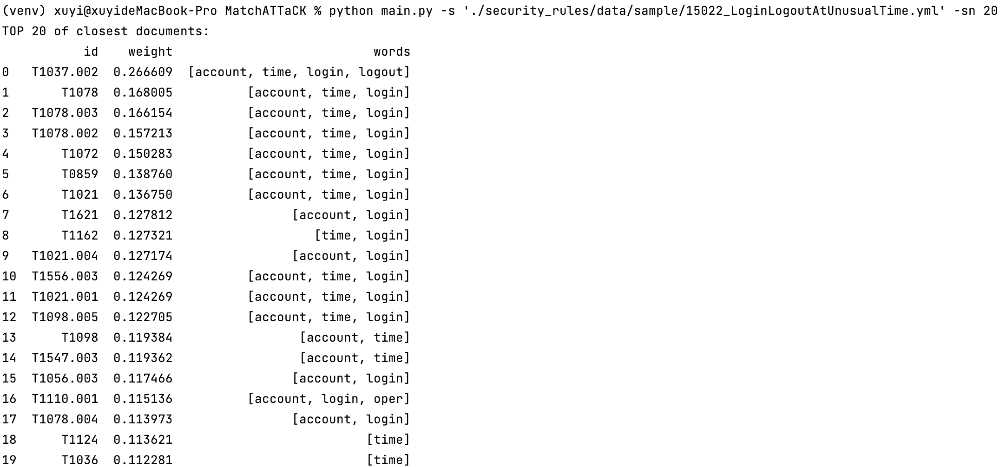 (venv) xuyi@xuyideMacBook-Pro MatchATTaCK % python main.py -s './security_rules/data/sample/15022_LoginLogoutAtUnusualTime.yml' -sn 20
TOP 20 of closest documents:
id weight words
0 T1037.002 0.266609 [account, time, login, logout]
1 T1078 0.168005 [account, time, login]
2 T1078.003 0.166154 [account, time, login]
3 T1078.002 0.157213 [account, time, login]
4 T1072 0.150283 [account, time, login]
5 T0859 0.138760 [account, time, login]
6 T1021 0.136750 [account, time, login]
7 T1621 0.127812 [account, login]
8 T1162 0.127321 [time, login]
9 T1021.004 0.127174 [account, login]
10 T1556.003 0.124269 [account, time, login]
11 T1021.001 0.124269 [account, time, login]
12 T1098.005 0.122705 [account, time, login]
13 T1098 0.119384 [account, time]
14 T1547.003 0.119362 [account, time]
15 T1056.003 0.117466 [account, login]
16 T1110.001 0.115136 [account, login, oper]
17 T1078.004 0.113973 [account, login]
18 T1124 0.113621 [time]
19 T1036 0.112281 [time]